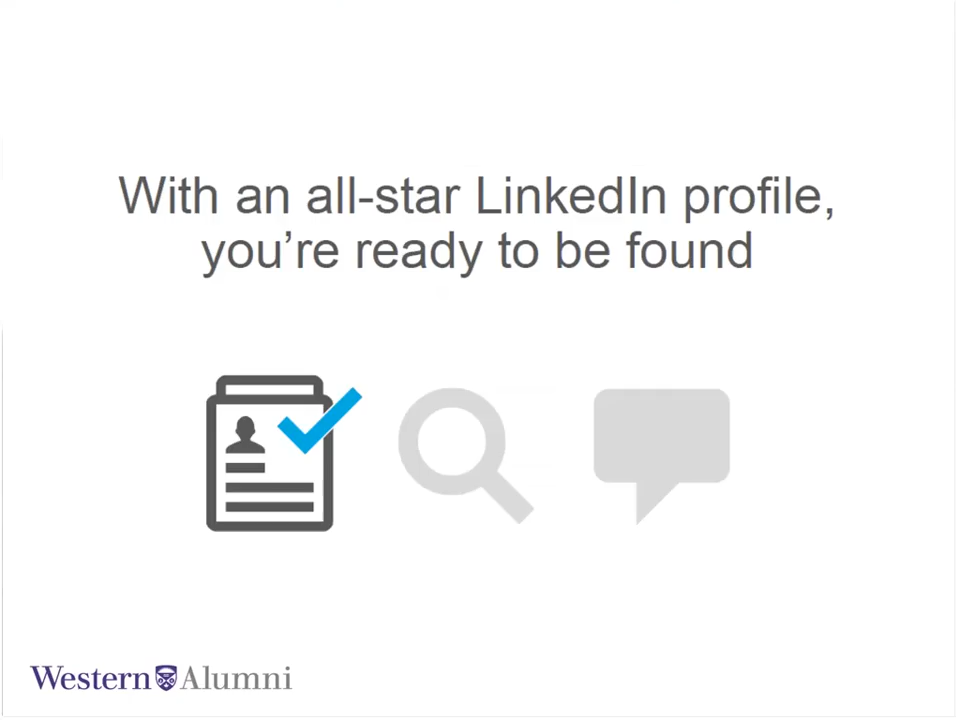 With an all-star LinkedIn profile,
you’re ready to be found
Western Alumni